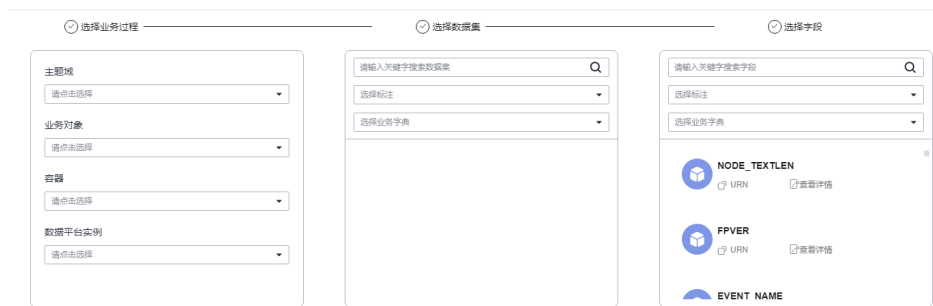 选择业务过程
选择数据集
选择字段
主题域
请点击选择
业务对象
请点击选择
容器
请点击选择
数据平台实例
请点击选择
请输入关键字搜索数据集
选择标注
选择业务字典
请输入关键字搜索字段
选择标注
选择业务字典
NODE_TEXTLEN
URN 查看详情
FPVER
URN 查看详情
EVENT_NAME